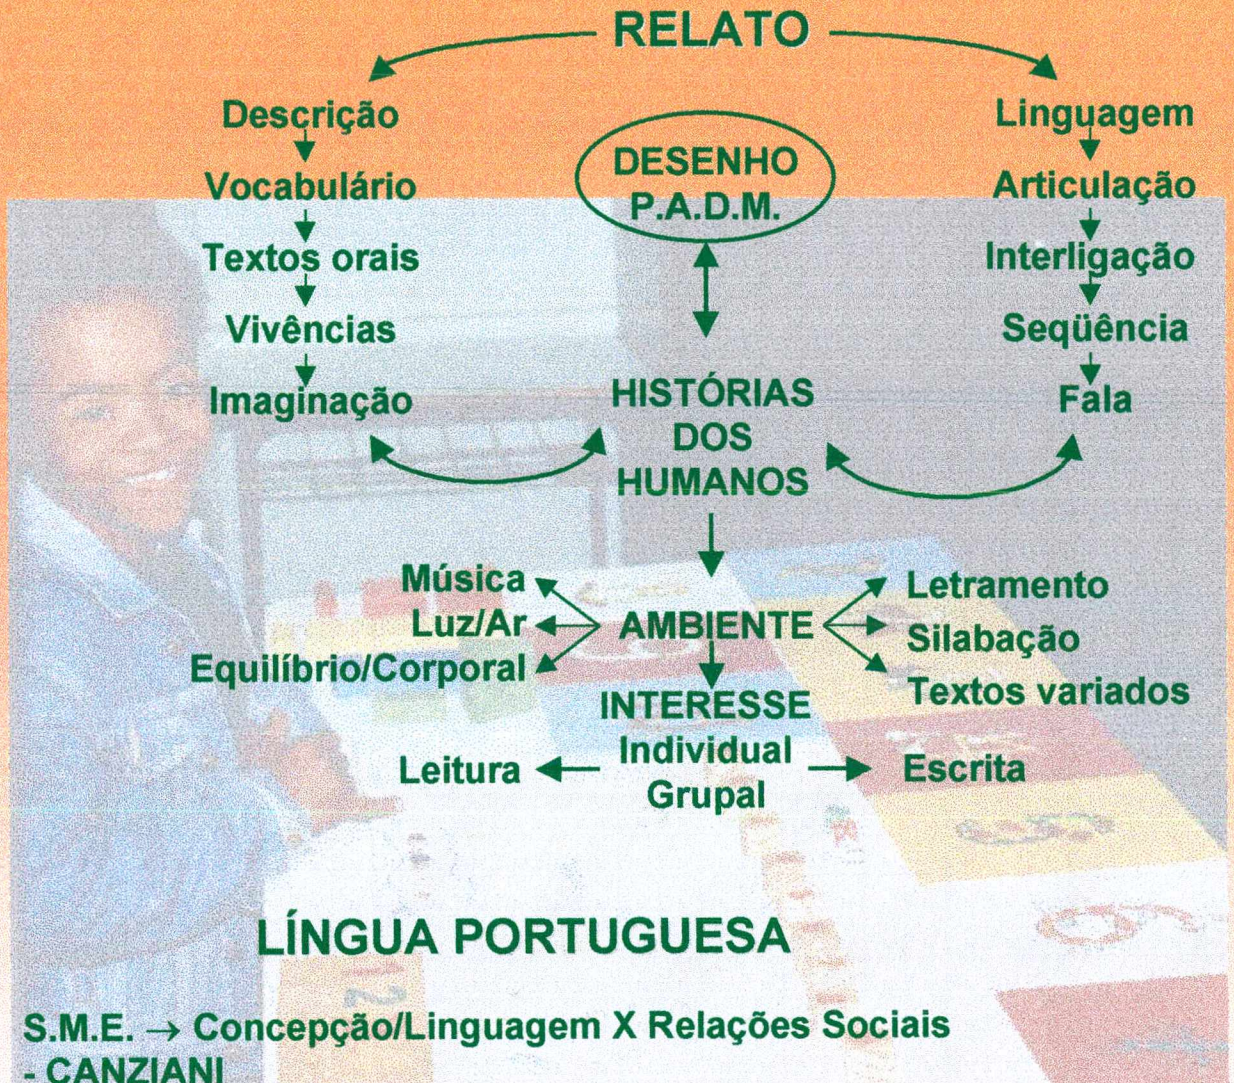 RELATO
Descrição
Vocabulário
Textos orais
Vivências
Imaginação
DESENHO
P.A.D.M.
Linguagem
Articulação
Interligação
Seqüência
Fala
HISTÓRIAS
DOS
HUMANOS
Música
Luz/Ar
Equilíbrio/Corporal
AMBIENTE
Letramento
Silabação
Textos variados
INTERESSE
Individual
Grupal
Leitura
Escrita
LÍNGUA PORTUGUESA
S.M.E. → Concepção/Linguagem X Relações Sociais
- CANZIANI